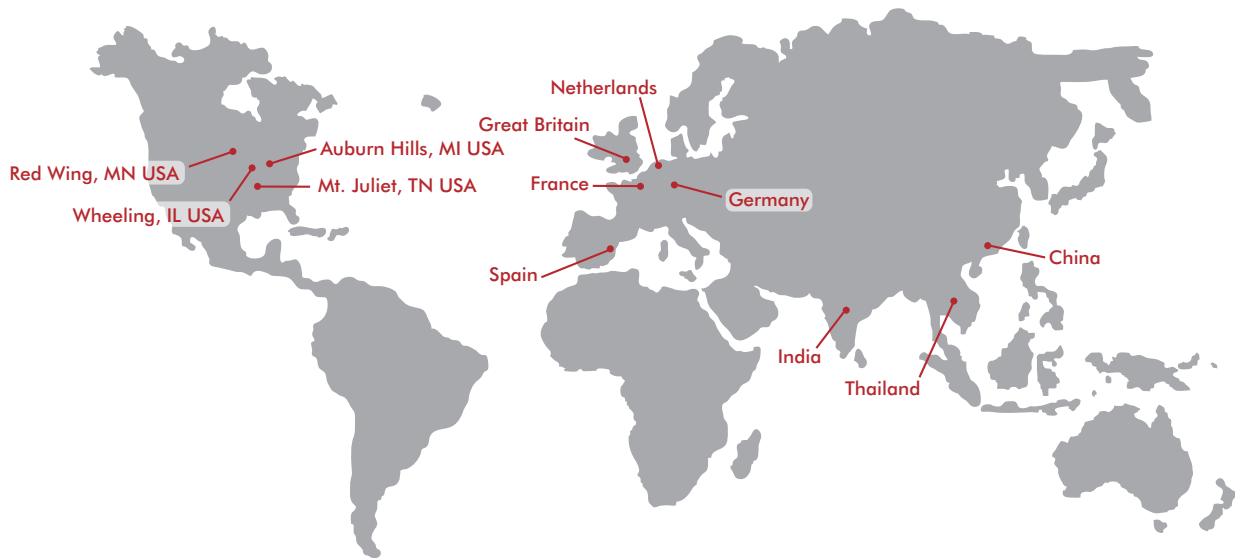 Netherlands
Great Britain
Auburn Hills, MI USA
Red Wing, MN USA
Mt. Juliet, TN USA
France
Germany
Wheeling, IL USA
China
Spain
India
Thailand